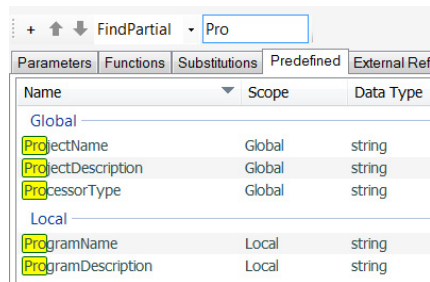 + FindPartial Pro
Parameters Functions Substitutions Predefined External Ref
Name Scope Data Type
Global
ProjectName Global string
ProjectDescription Global string
ProcessorType Global string
Local
ProgramName Local string
ProgramDescription Local string